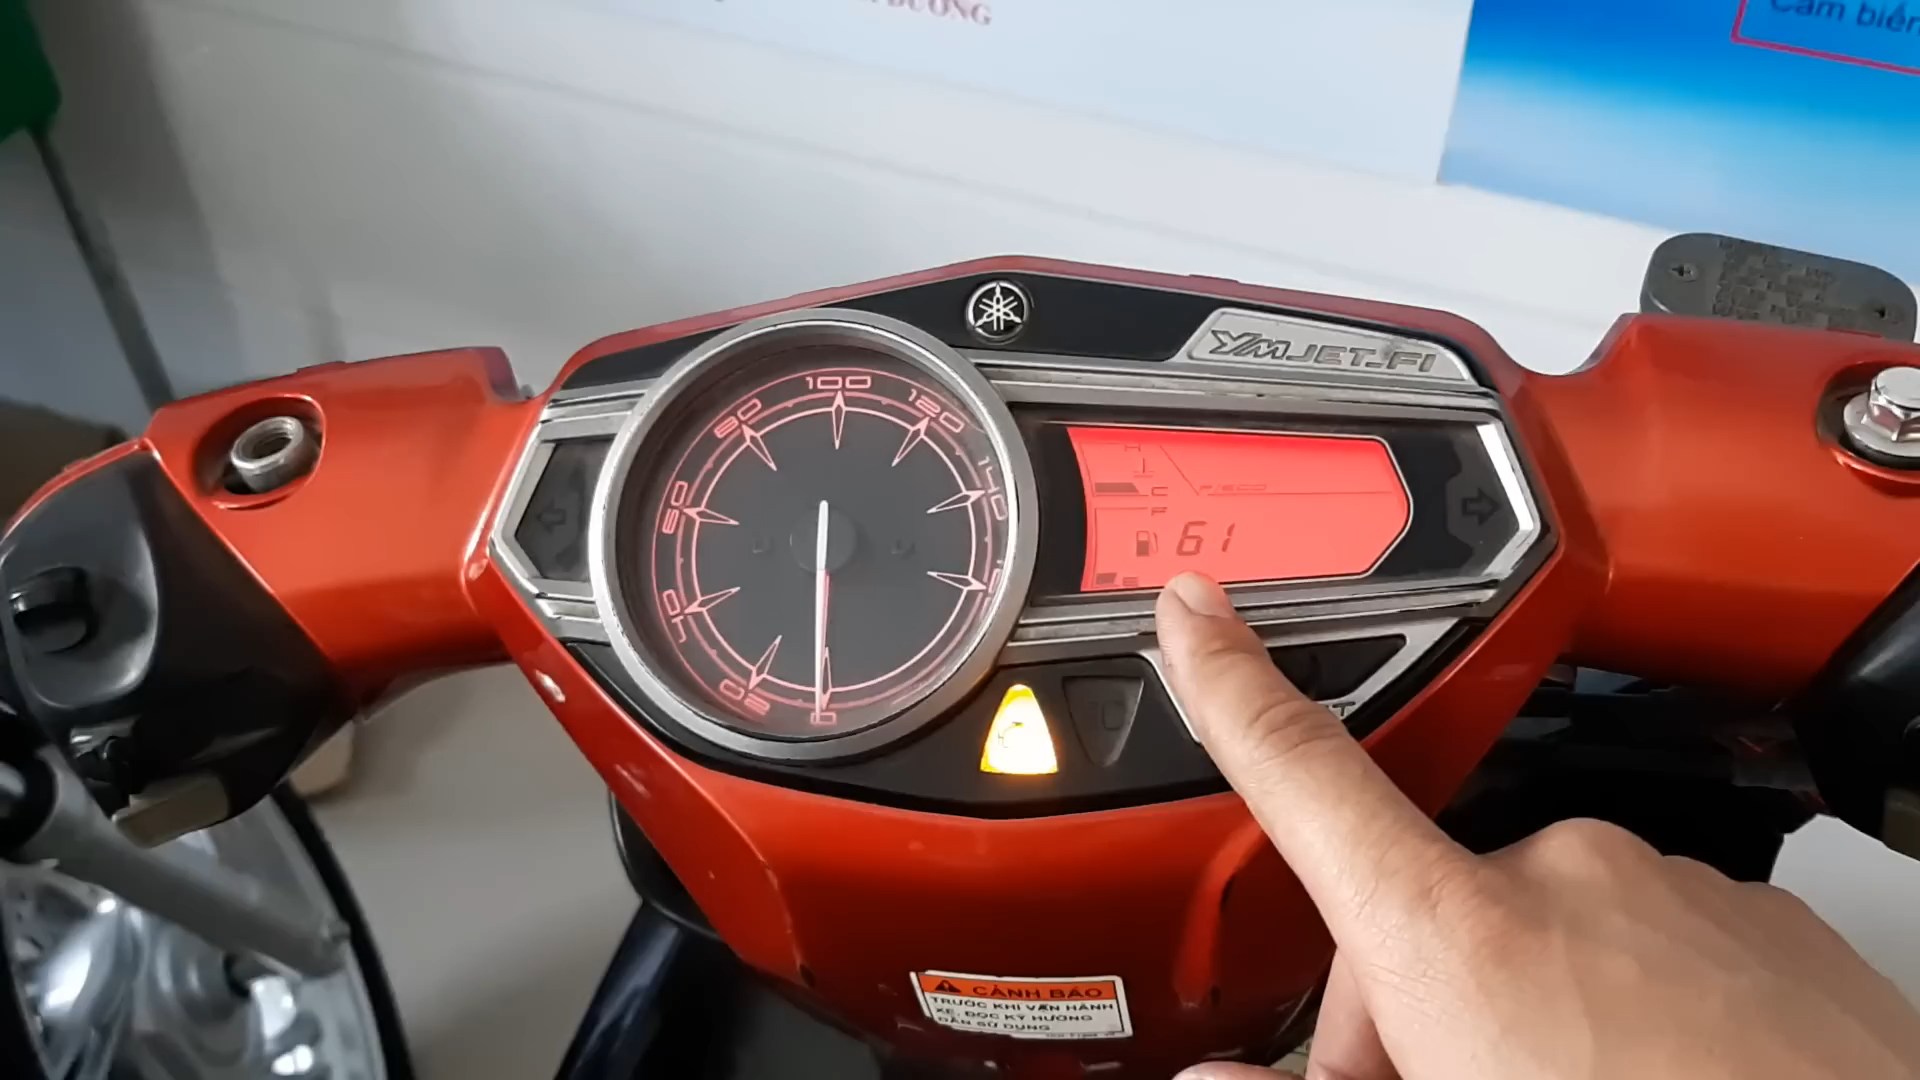 DƯƠNG
Cảm biến
YMJET-FI
100
80
120
60
140
40
20
0
H
C
F
61
E
CẢNH BÁO
TRƯỚC KHI VẬN HÀNH
XE, ĐỌC KỸ HƯỚNG
DẪN SỬ DỤNG